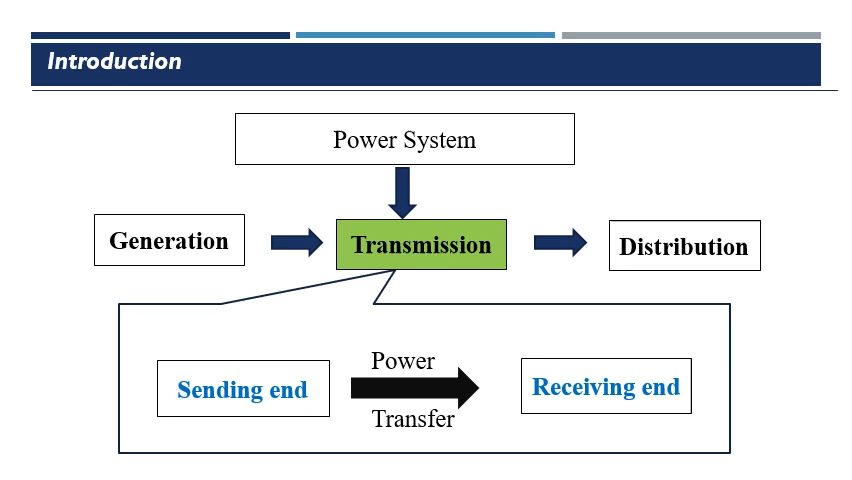 Introduction
Power System
Generation
Transmission
Distribution
Sending end
Power
Transfer
Receiving end